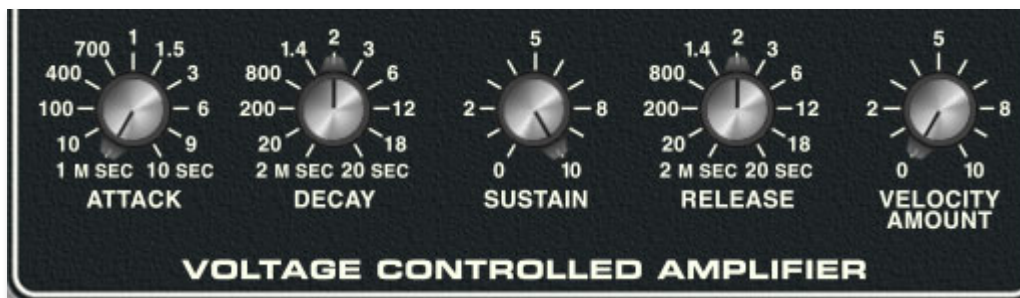 1 2 5 2 5
700 1.5 1.4 3 1.4 3
400 3 800 6 800 6
100 6 200 12 2 8 200 12 2 8
10 9 20 18 20 18
1 M SEC 10 SEC 2 M SEC 20 SEC 0 10 2 M SEC 20 SEC 0 10
ATTACK DECAY SUSTAIN RELEASE VELOCITY
AMOUNT
VOLTAGE CONTROLLED AMPLIFIER